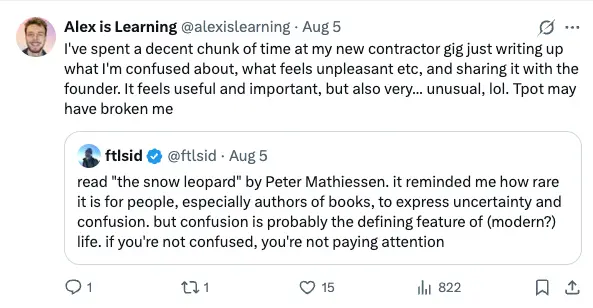 Alex is Learning @alexislearning · Aug 5
I've spent a decent chunk of time at my new contractor gig just writing up
what I'm confused about, what feels unpleasant etc, and sharing it with the
founder. It feels useful and important, but also very... unusual, lol. Tpot may
have broken me
ftlsid @ftlsid · Aug 5
read "the snow leopard" by Peter Mathiessen. it reminded me how rare
it is for people, especially authors of books, to express uncertainty and
confusion. but confusion is probably the defining feature of (modern?)
life. if you're not confused, you're not paying attention
1 1 15 822